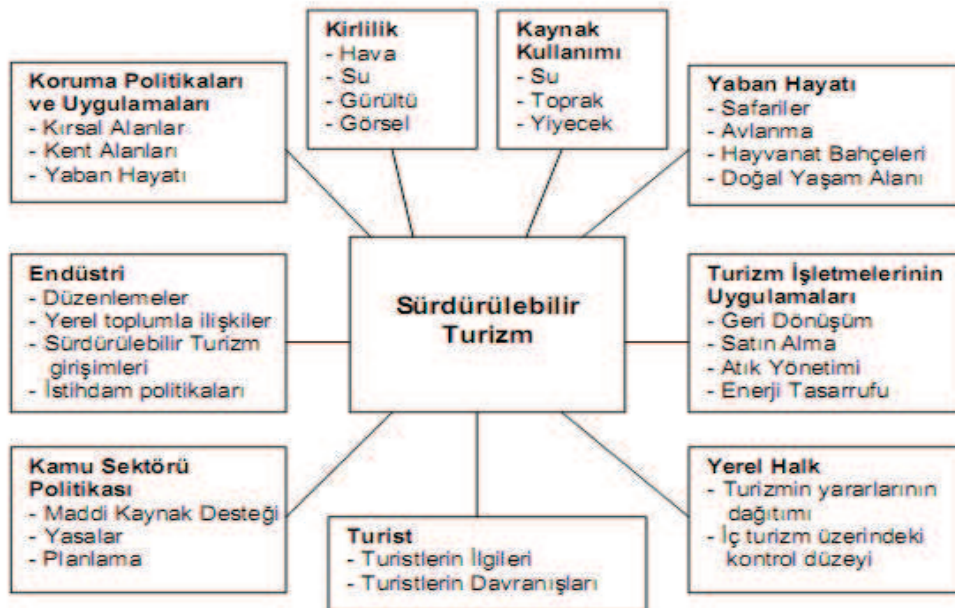 Koruma Politikaları
ve Uygulamaları
- Kırsal Alanlar
- Kent Alanları
- Yaban Hayatı
Kirlilik
- Hava
- Su
- Gürültü
- Görsel
Kaynak
Kullanımı
- Su
- Toprak
- Yiyecek
Yaban Hayatı
- Safariler
- Avlanma
- Hayvanat Bahçeleri
- Doğal Yaşam Alanı
Endüstri
- Düzenlemeler
- Yerel toplumla ilişkiler
- Sürdürülebilir Turizm
girişimleri
- İstihdam politikaları
Sürdürülebilir
Turizm
Turizm İşletmelerinin
Uygulamaları
- Geri Dönüşüm
- Satın Alma
- Atık Yönetimi
- Enerji Tasarrufu
Kamu Sektörü
Politikası
- Maddi Kaynak Desteği
- Yasalar
- Planlama
Turist
- Turistlerin İlgileri
- Turistlerin Davranışları
Yerel Halk
- Turizmin yararlarının
dağıtımı
- İç turizm üzerindeki
kontrol düzeyi